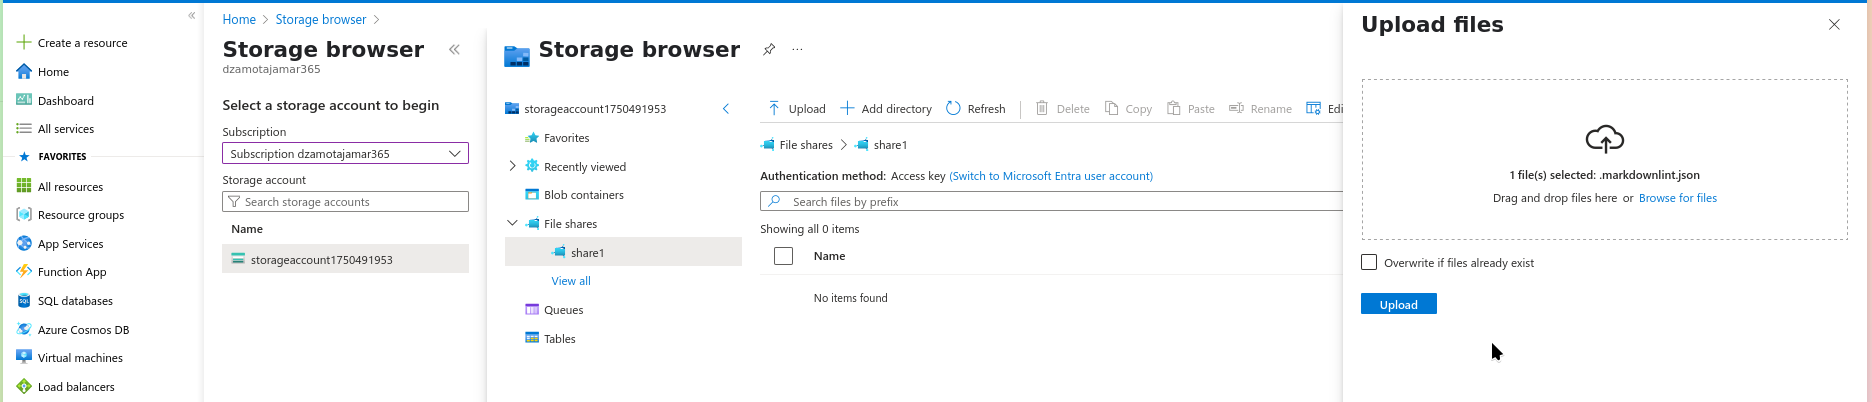 Create a resource
Home
Dashboard
All services
FAVORITES
All resources
Resource groups
App Services
Function App
SQL databases
Azure Cosmos DB
Virtual machines
Load balancers
Home
Storage browser
Storage browser
dzamotajamar365
Select a storage account to begin
Subscription
Subscription dzamotajamar365
Storage account
Search storage accounts
Name
storageaccount1750491953
Storage browser
storageaccount1750491953
Favorites
Recently viewed
Blob containers
File shares
share1
View all
Queues
Tables
Upload Add directory Refresh Delete Copy Paste Rename Edi
File shares share1
Authentication method: Access key (Switch to Microsoft Entra user account)
Search files by prefix
Showing all 0 items
Name
No items found
Upload files
1 file(s) selected: .markdownlint.json
Drag and drop files here or Browse for files
Overwrite if files already exist
Upload